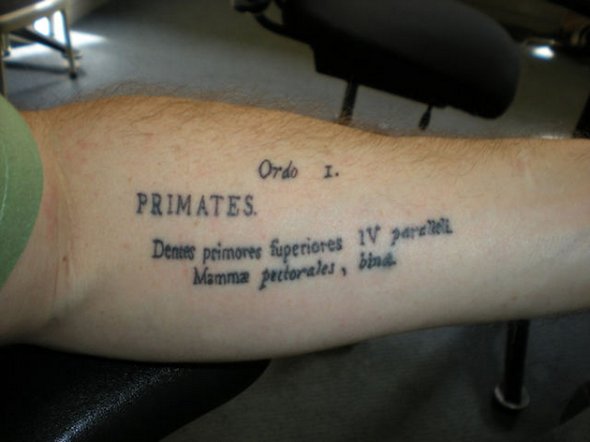 Ordo I.
PRIMATES.
Dentes primores ſuperiores IV paralleli.
Mammæ pectorales, binæ.